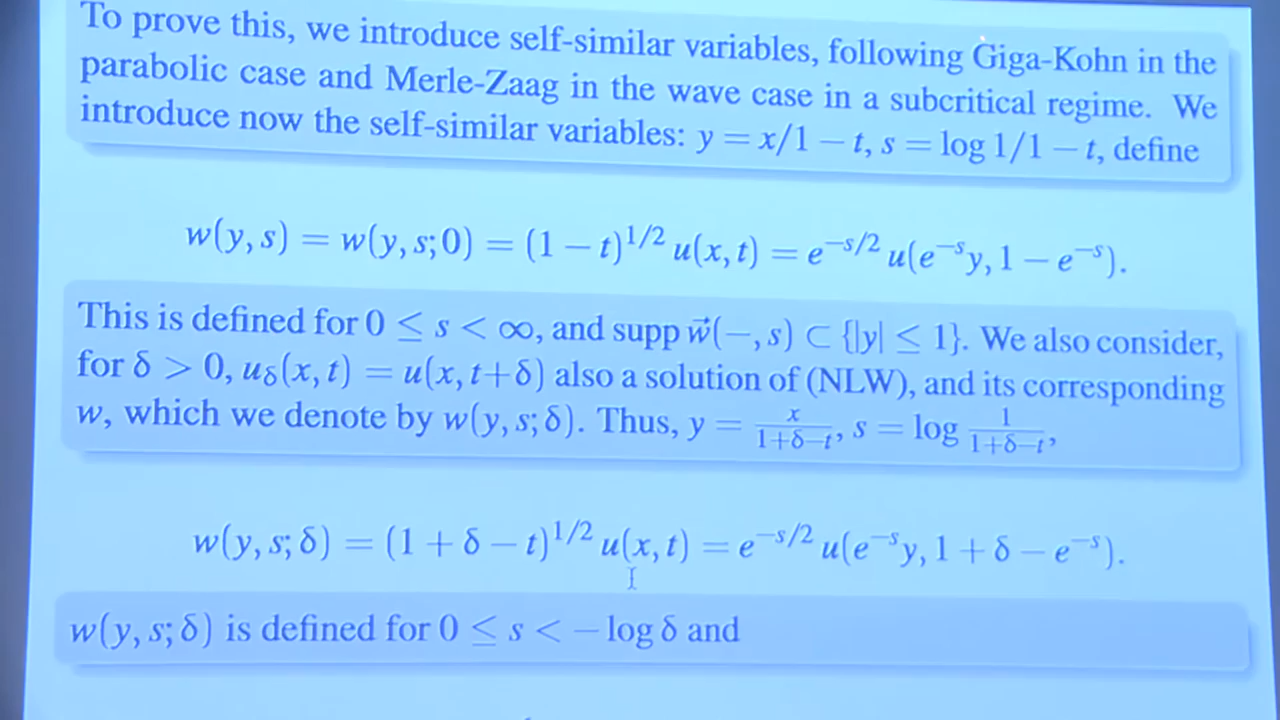 To prove this, we introduce self-similar variables, following Giga-Kohn in the
parabolic case and Merle-Zaag in the wave case in a subcritical regime. We
introduce now the self-similar variables: y = x/1 − t, s = log 1/1 − t, define
w(y, s) = w(y, s; 0) = (1 − t)^{1/2} u(x, t) = e^{−s/2} u(e^{−s}y, 1 − e^{−s}).
This is defined for 0 ≤ s < ∞, and supp w⃗(−, s) ⊂ {|y| ≤ 1}. We also consider,
for δ > 0, u_δ(x, t) = u(x, t+δ) also a solution of (NLW), and its corresponding
w, which we denote by w(y, s; δ). Thus, y = x/(1+δ−t), s = log 1/(1+δ−t),
w(y, s; δ) = (1 + δ − t)^{1/2} u(x, t) = e^{−s/2} u(e^{−s}y, 1 + δ − e^{−s}).
w(y, s; δ) is defined for 0 ≤ s < − log δ and